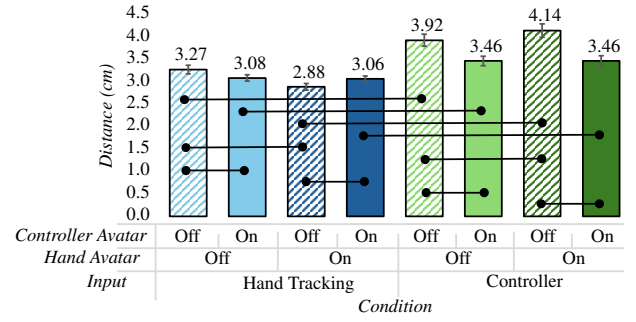 4.5
4.0
3.5
3.0
2.5
2.0
1.5
1.0
0.5
0.0
Distance (cm)
3.27 3.08 2.88 3.06 3.92 3.46 4.14 3.46
Controller Avatar Off On Off On Off On Off On
Hand Avatar Off On Off On
Input Hand Tracking Controller
Condition